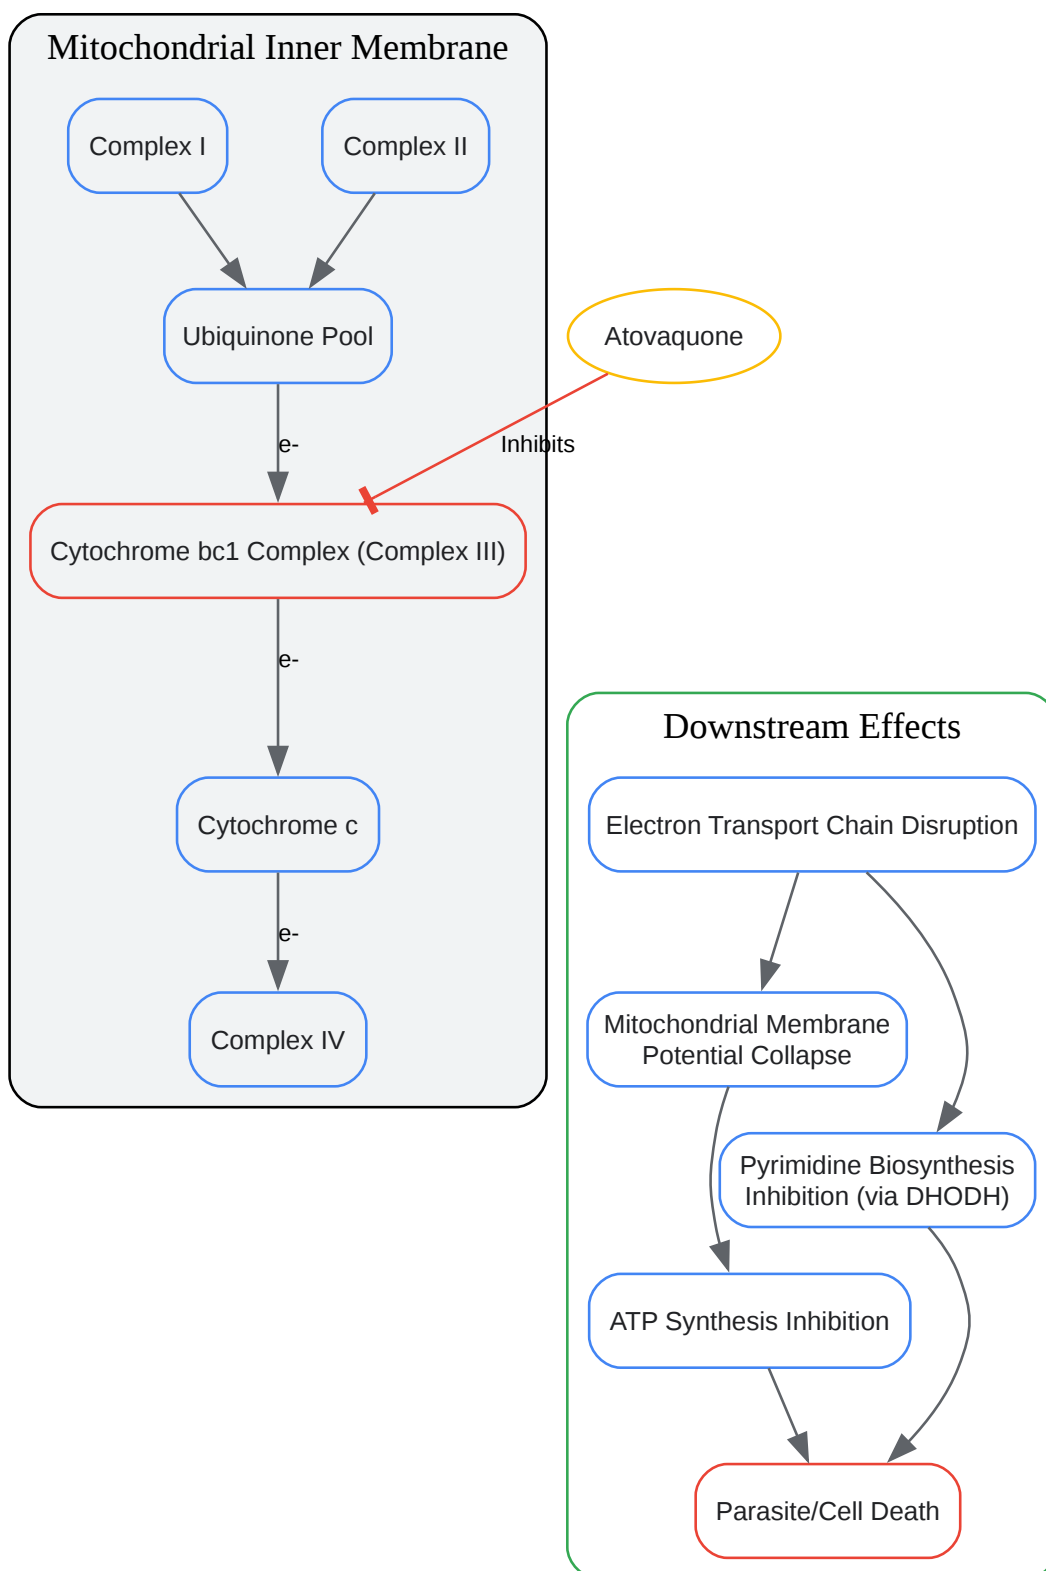 Mitochondrial Inner Membrane
Complex I
Complex II
Ubiquinone Pool
Atovaquone
e-
Inhibits
Cytochrome bc1 Complex (Complex III)
e-
Cytochrome c
e-
Complex IV
Downstream Effects
Electron Transport Chain Disruption
Mitochondrial Membrane
Potential Collapse
Pyrimidine Biosynthesis
Inhibition (via DHODH)
ATP Synthesis Inhibition
Parasite/Cell Death